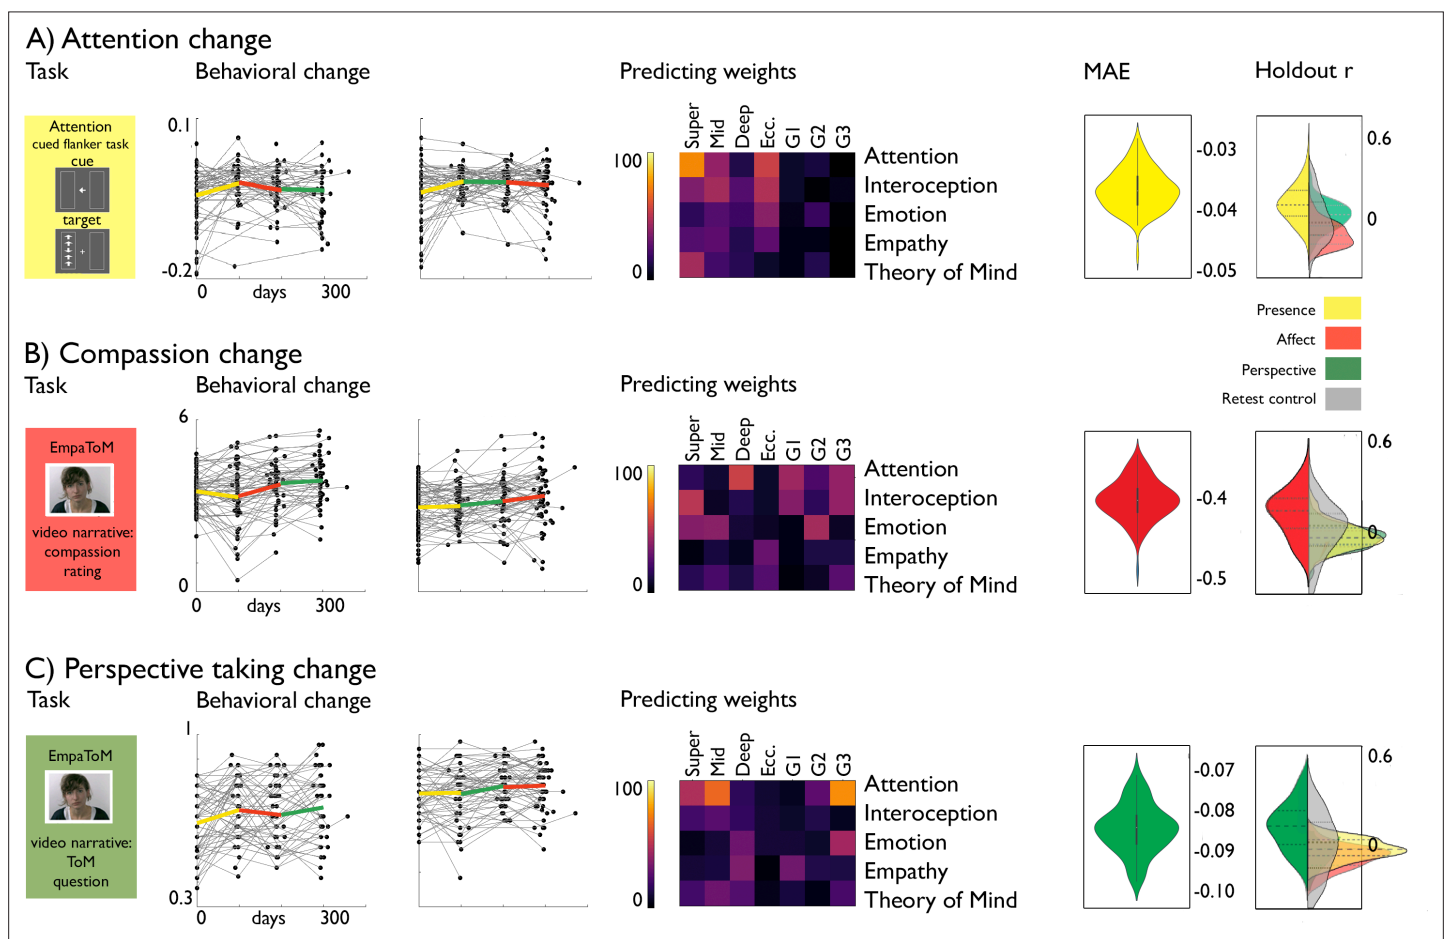 A) Attention change
Task
Behavioral change
Predicting weights
MAE
Holdout r
Attention
cued flanker task
cue
target
0.1
-0.2
0
days
300
Super
Mid
Deep
Ecc.
G1
G2
G3
100
0
Attention
Interoception
Emotion
Empathy
Theory of Mind
-0.03
-0.04
-0.05
0.6
0
Presence
Affect
Perspective
Retest control
B) Compassion change
Task
Behavioral change
Predicting weights
EmpaToM
video narrative:
compassion
rating
6
0
0
days
300
Super
Mid
Deep
Ecc.
G1
G2
G3
100
0
Attention
Interoception
Emotion
Empathy
Theory of Mind
-0.4
-0.5
0.6
0
C) Perspective taking change
Task
Behavioral change
Predicting weights
EmpaToM
video narrative:
ToM
question
1
0.3
0
days
300
Super
Mid
Deep
Ecc.
G1
G2
G3
100
0
Attention
Interoception
Emotion
Empathy
Theory of Mind
-0.07
-0.08
-0.09
-0.10
0.6
0